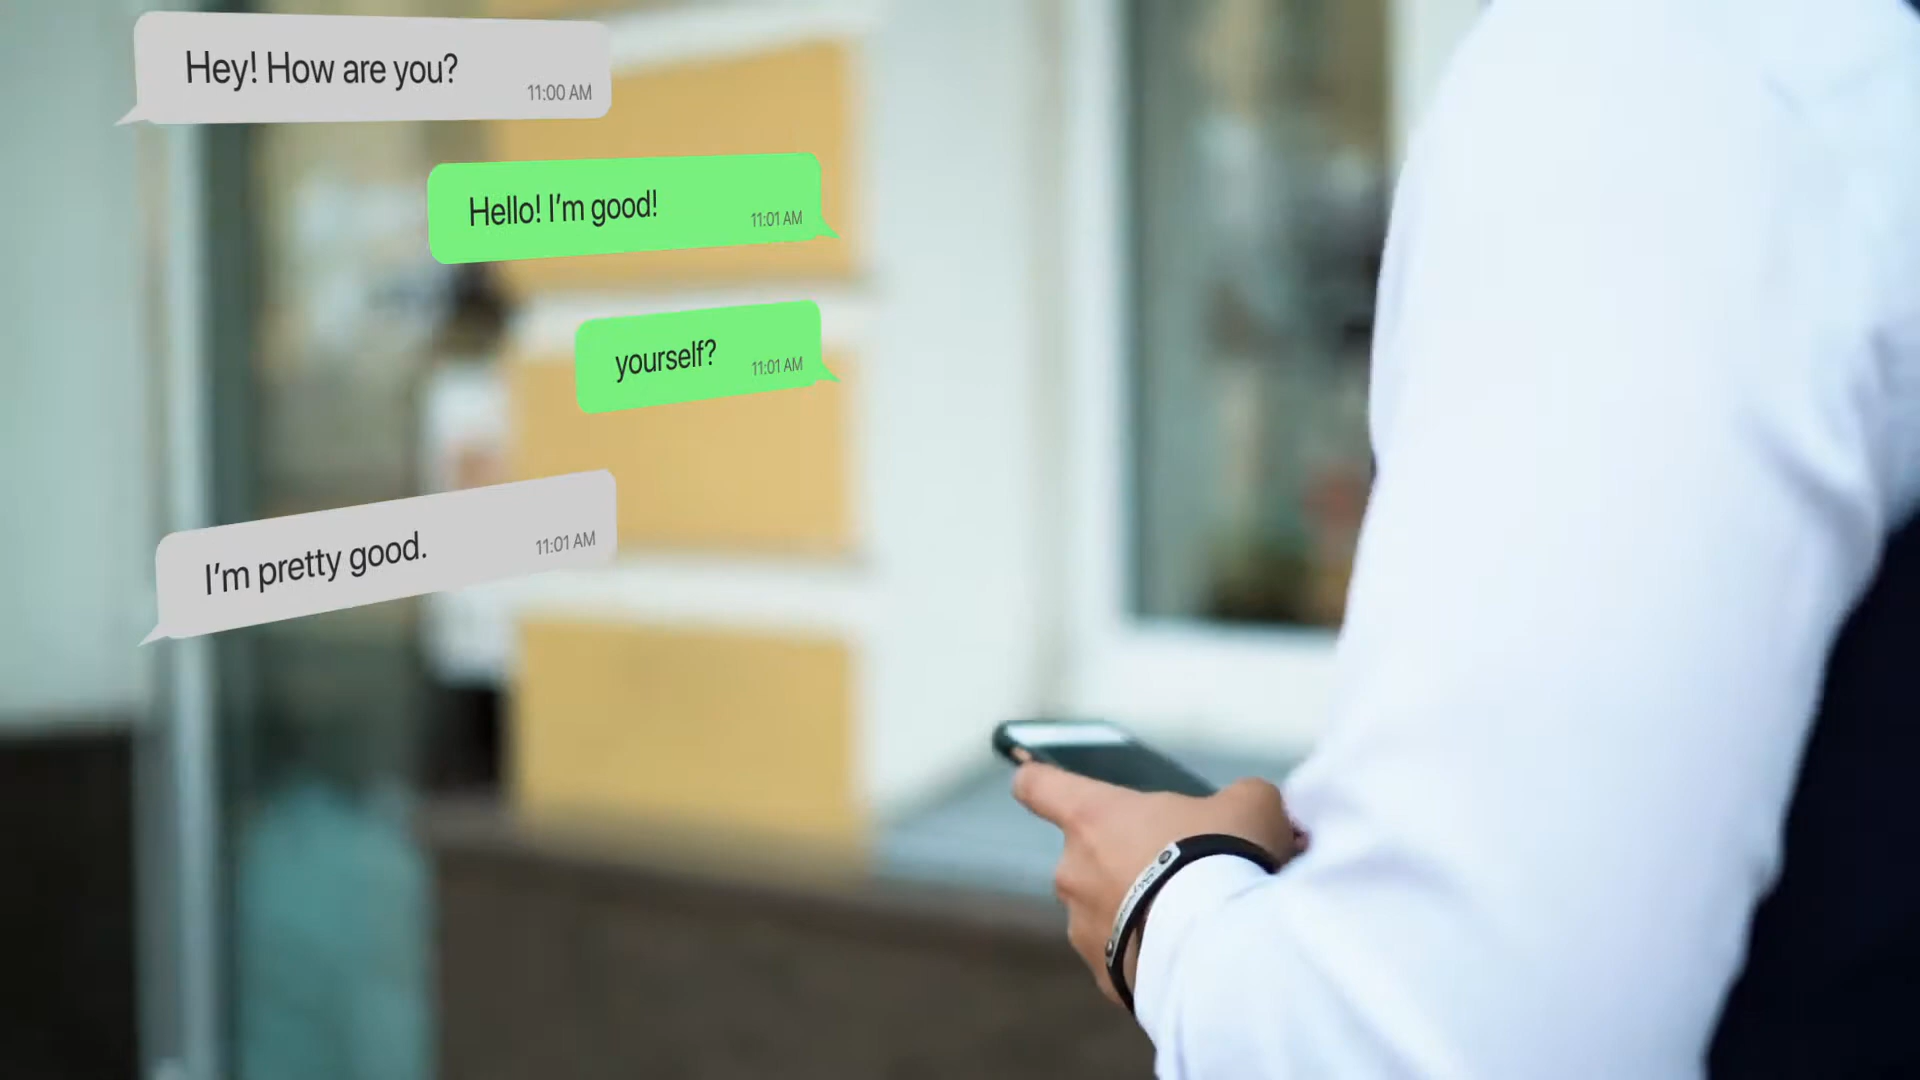 Hey! How are you?
11:00 AM
Hello! I'm good!
11:01 AM
yourself?
11:01 AM
I'm pretty good.
11:01 AM